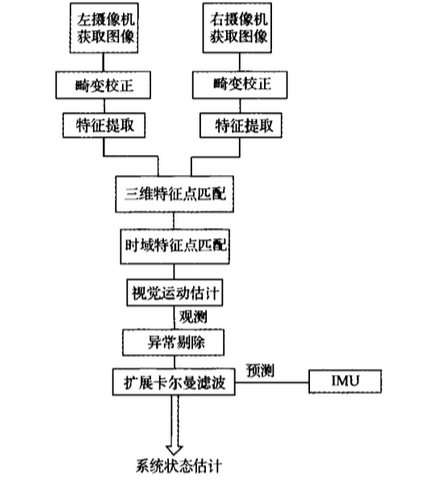 左摄像机
获取图像
右摄像机
获取图像
畸变校正
畸变校正
特征提取
特征提取
三维特征点匹配
时域特征点匹配
视觉运动估计
观测
异常剔除
扩展卡尔曼滤波
预测
IMU
系统状态估计